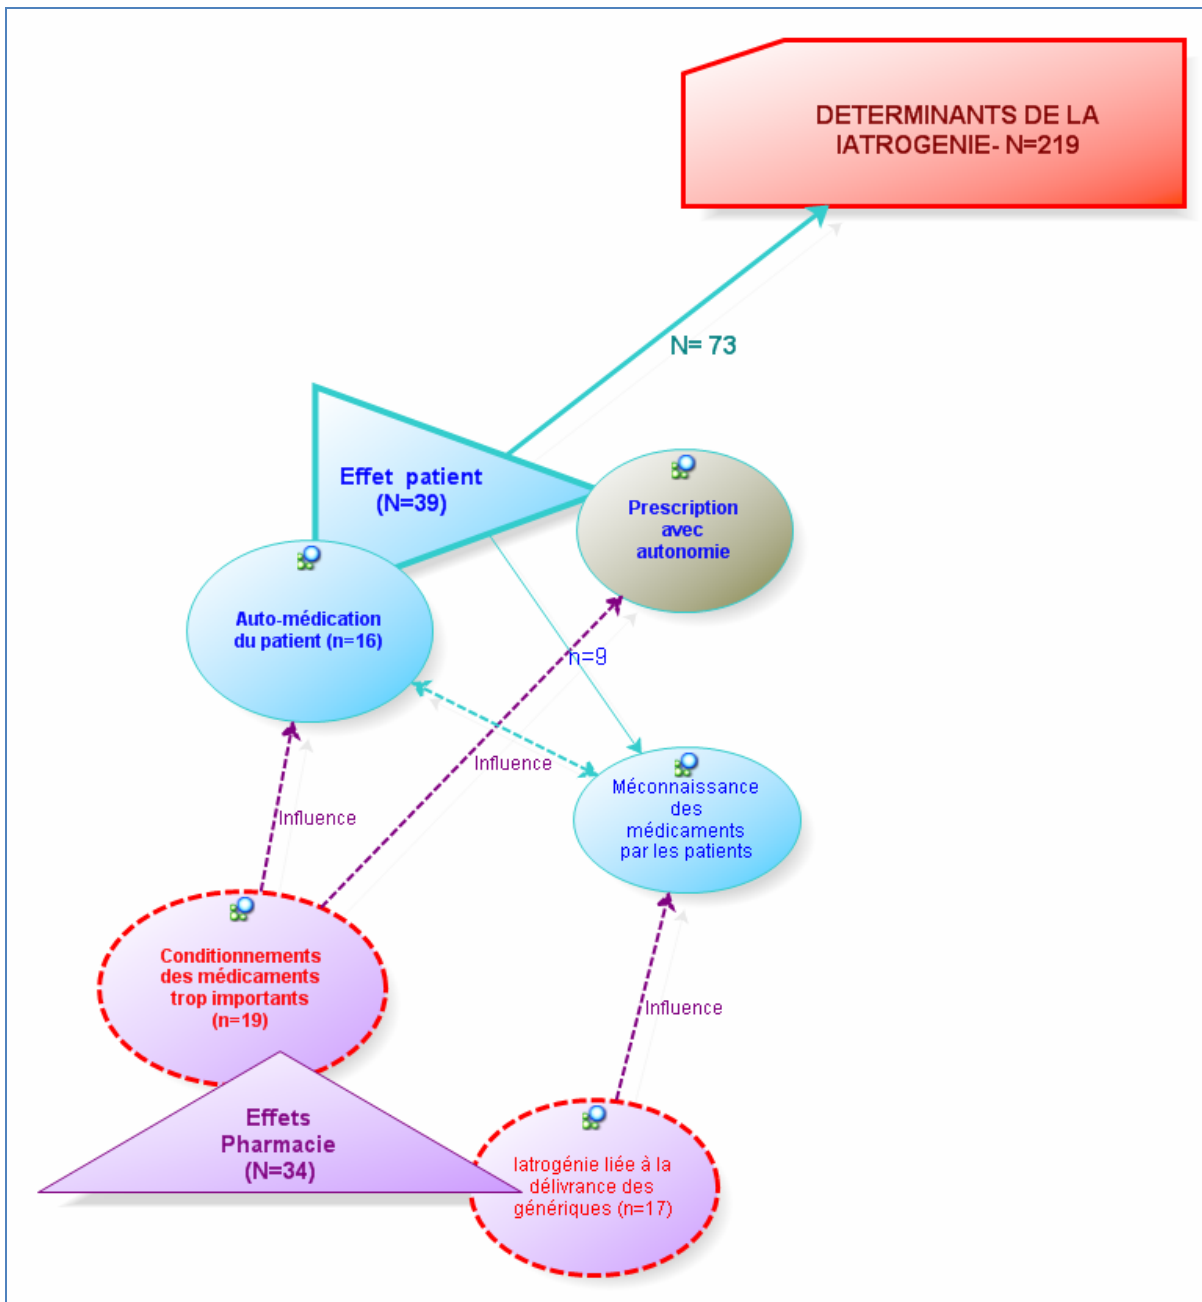 DETERMINANTS DE LA
IATROGENIE- N=219
N= 73
Effet patient
(N=39)
Prescription
avec
autonomie
Auto-médication
du patient (n=16)
n=9
Influence
Méconnaissance
des
médicaments
par les patients
Influence
Conditionnements
des médicaments
trop importants
(n=19)
Influence
Effets
Pharmacie
(N=34)
Iatrogénie liée à la
délivrance des
génériques (n=17)